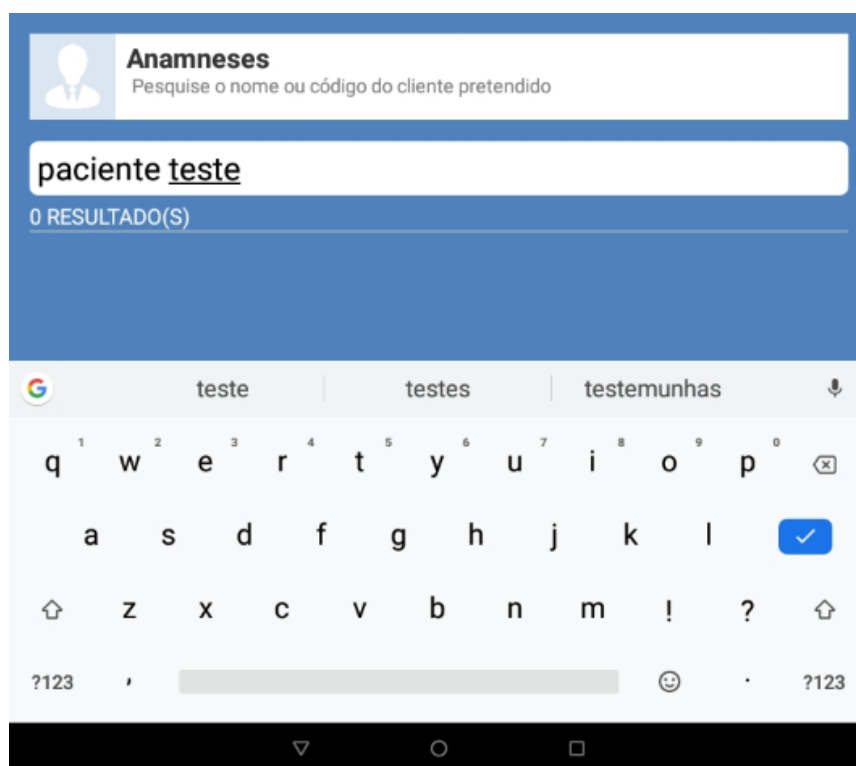 Anamneses
Pesquise o nome ou código do cliente pretendido
paciente teste
0 RESULTADO(S)
G teste testes testemunhas
q 1 w 2 e 3 r 4 t 5 y 6 u 7 i 8 o 9 p 0
a s d f g h j k l
z x c v b n m ! ?
?123 , . ?123